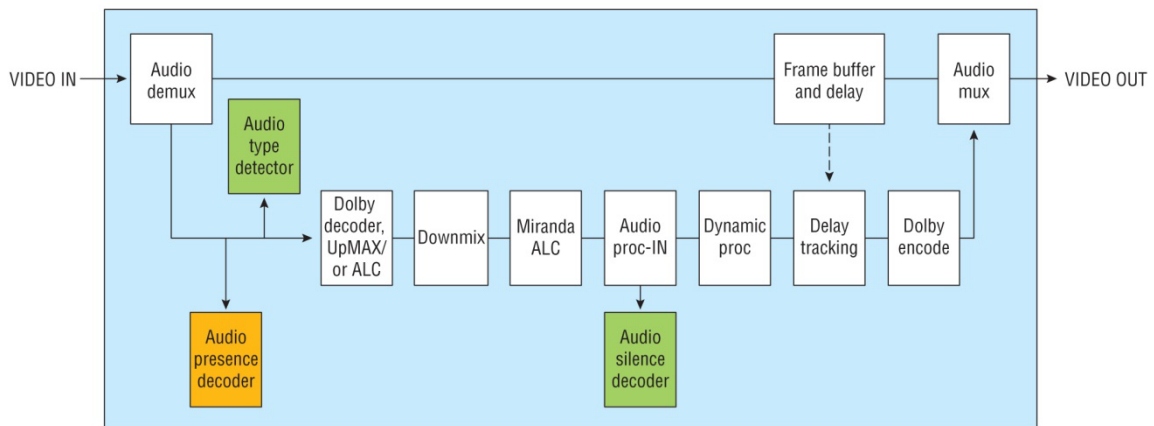 VIDEO IN
Audio
demux
Frame buffer
and delay
Audio
mux
VIDEO OUT
Audio
type
detector
Dolby
decoder,
UpMAX/
or ALC
Downmix
Miranda
ALC
Audio
proc-IN
Dynamic
proc
Delay
tracking
Dolby
encode
Audio
presence
decoder
Audio
silence
decoder